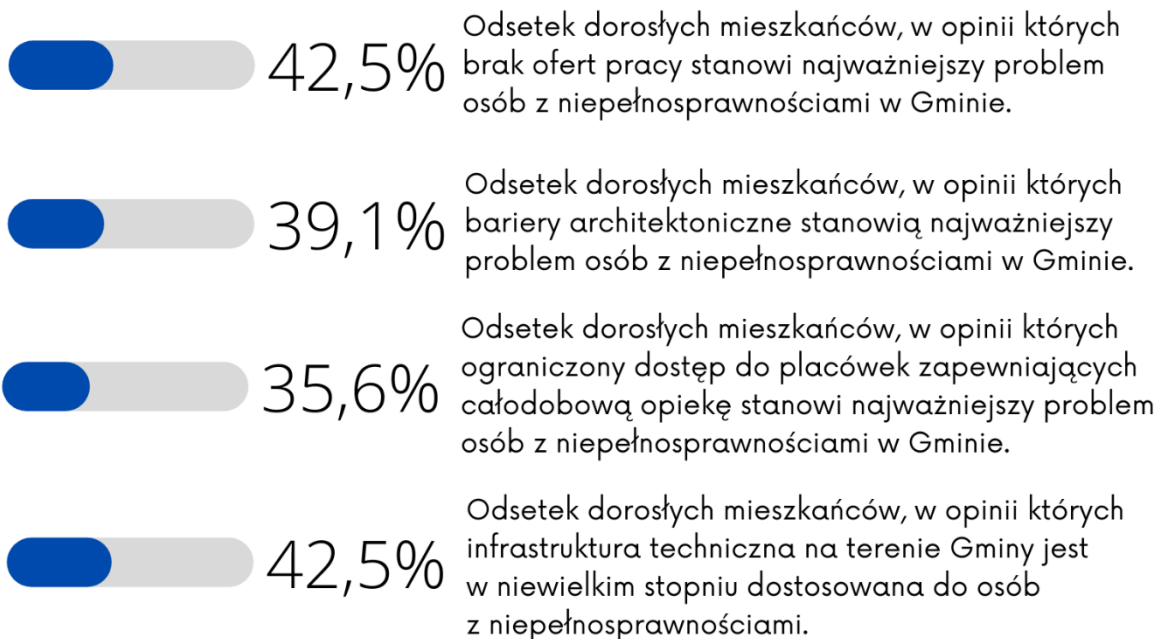 42,5%
Odsetek dorosłych mieszkańców, w opinii których
brak ofert pracy stanowi najważniejszy problem
osób z niepełnosprawnościami w Gminie.
39,1%
Odsetek dorosłych mieszkańców, w opinii których
bariery architektoniczne stanowią najważniejszy
problem osób z niepełnosprawnościami w Gminie.
35,6%
Odsetek dorosłych mieszkańców, w opinii których
ograniczony dostęp do placówek zapewniających
całodobową opiekę stanowi najważniejszy problem
osób z niepełnosprawnościami w Gminie.
42,5%
Odsetek dorosłych mieszkańców, w opinii których
infrastruktura techniczna na terenie Gminy jest
w niewielkim stopniu dostosowana do osób
z niepełnosprawnościami.